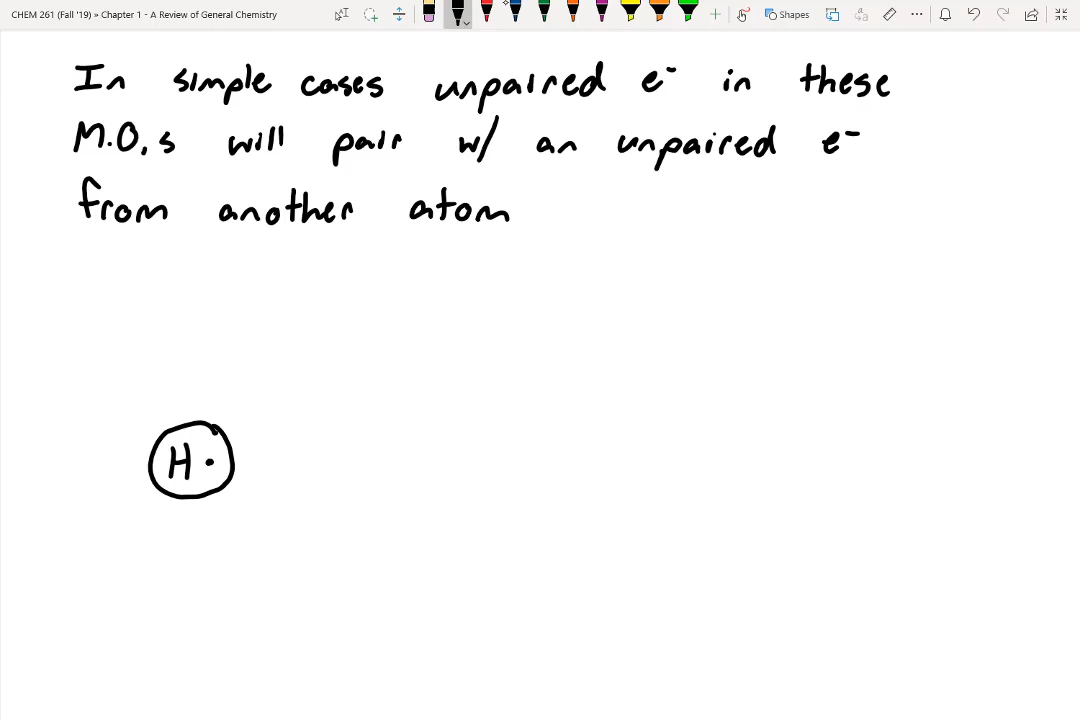 CHEM 261 (Fall '19) » Chapter 1 - A Review of General Chemistry
Shapes
In simple cases unpaired e⁻ in these
M.O.s will pair w/ an unpaired e⁻
from another atom
H·